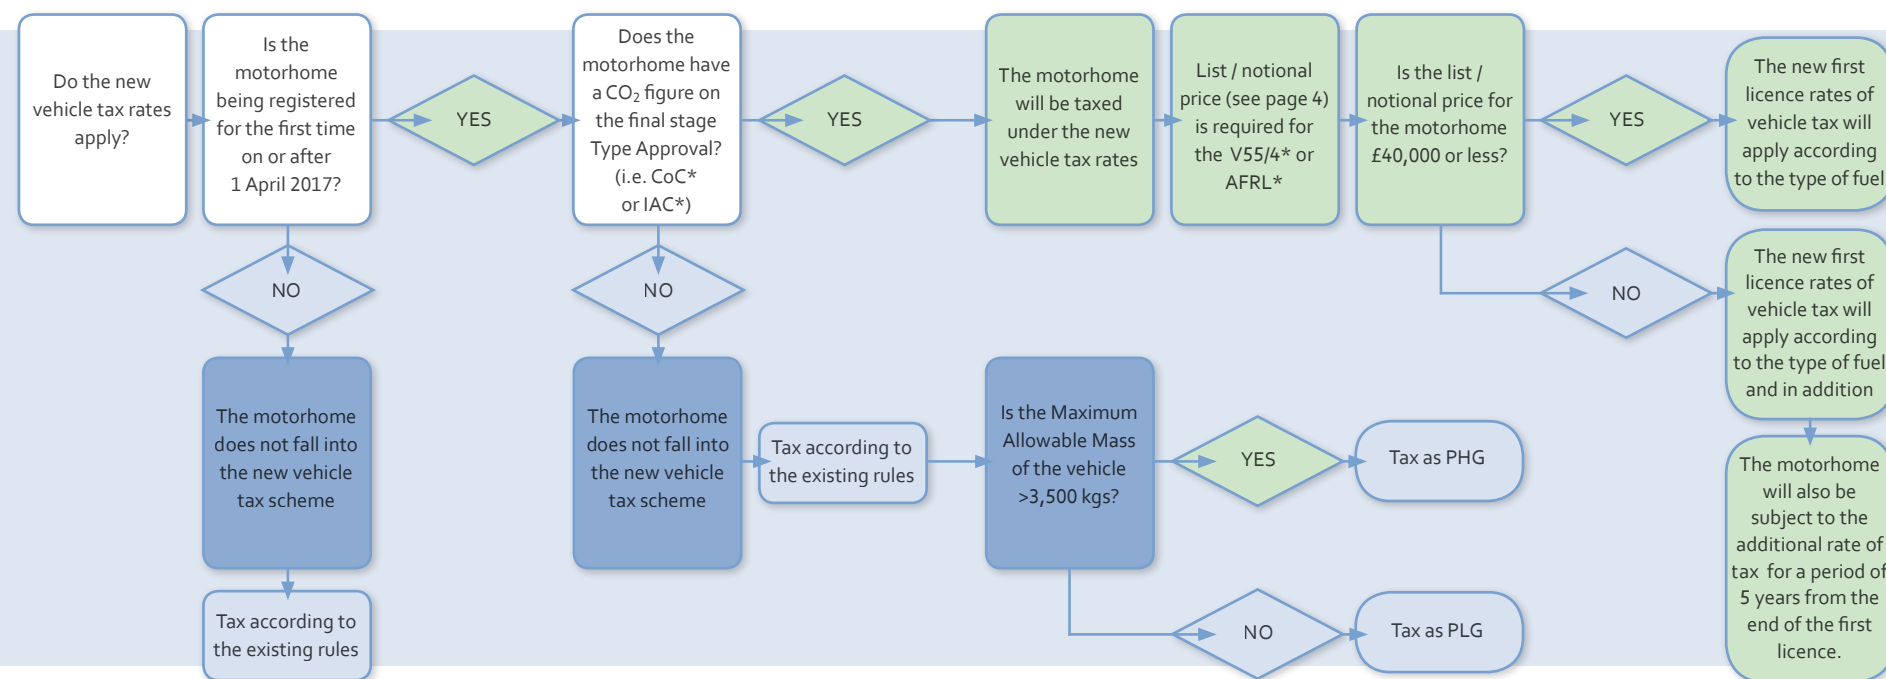 Do the new
vehicle tax rates
apply?
Is the
motorhome
being registered
for the first time
on or after
1 April 2017?
YES
Does the
motorhome have
a CO₂ figure on
the final stage
Type Approval?
(i.e. CoC*
or IAC*)
YES
The motorhome
will be taxed
under the new
vehicle tax rates
List / notional
price (see page 4)
is required for
the V55/4* or
AFRL*
Is the list /
notional price for
the motorhome
£40,000 or less?
YES
The new first
licence rates of
vehicle tax will
apply according
to the type of fuel
NO
NO
NO
The new first
licence rates of
vehicle tax will
apply according
to the type of fuel
and in addition
The motorhome
does not fall into
the new vehicle
tax scheme
The motorhome
does not fall into
the new vehicle
tax scheme
Tax according to
the existing rules
Is the Maximum
Allowable Mass
of the vehicle
>3,500 kgs?
YES
Tax as PHG
The motorhome
will also be
subject to the
additional rate of
tax for a period of
5 years from the
end of the first
licence.
Tax according to
the existing rules
NO
Tax as PLG